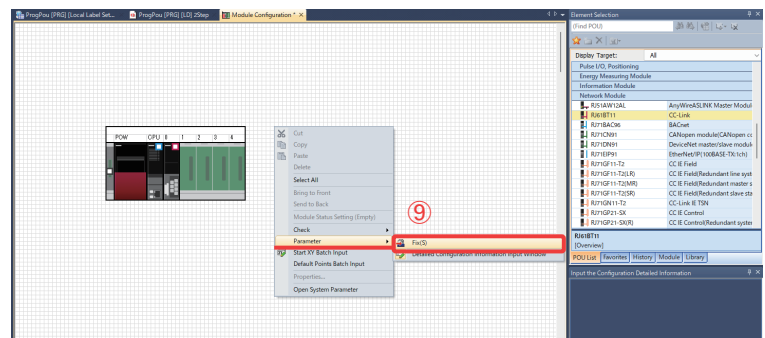 ProgPou [PRG] [Local Label Set...
ProgPou [PRG] [LD] 2Step
Module Configuration *
Element Selection
(Find POU)
Display Target:
All
Pulse I/O, Positioning
Energy Measuring Module
Information Module
Network Module
RJ51AW12AL AnyWireASLINK Master Modul
RJ61BT11 CC-Link
RJ71BAC96 BACnet
RJ71CN91 CANopen module(CANopen co
RJ71DN91 DeviceNet master/slave module
RJ71EIP91 EtherNet/IP(100BASE-TX:1ch)
RJ71GF11-T2 CC IE Field
RJ71GF11-T2(LR) CC IE Field(Redundant line syst
RJ71GF11-T2(MR) CC IE Field(Redundant master s
RJ71GF11-T2(SR) CC IE Field(Redundant slave sta
RJ71GN11-T2 CC-Link IE TSN
RJ71GP21-SX CC IE Control
RJ71GP21-SX(R) CC IE Control(Redundant system
RJ61BT11
[Overview]
POU List
Favorites
History
Module
Library
Input the Configuration Detailed Information
POW CPU 0 1 2 3 4
Cut
Copy
Paste
Delete
Select All
Bring to Front
Send to Back
Module Status Setting (Empty)
Check
Parameter
Start XY Batch Input
Default Points Batch Input
Properties...
Open System Parameter
⑨
Fix(S)
Detailed Configuration Information Input Window